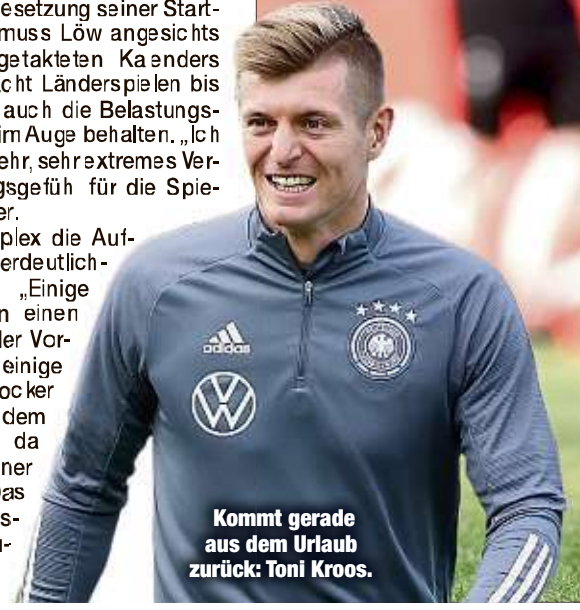 esetzung seiner Start-
muss Löw angesichts
getakteten Ka enders
cht Länderspielen bis
auch die Belastungs-
im Auge behalten. „Ich
ehr, sehr extremes Ver-
gsgefüh für die Spie-
er.
plex die Auf-
erdeutlich-
„Einige
n einen
ler Vor-
einige
ocker
dem
da
ner
Das
s-
-
adidas
Kommt gerade
aus dem Urlaub
zurück: Toni Kroos.